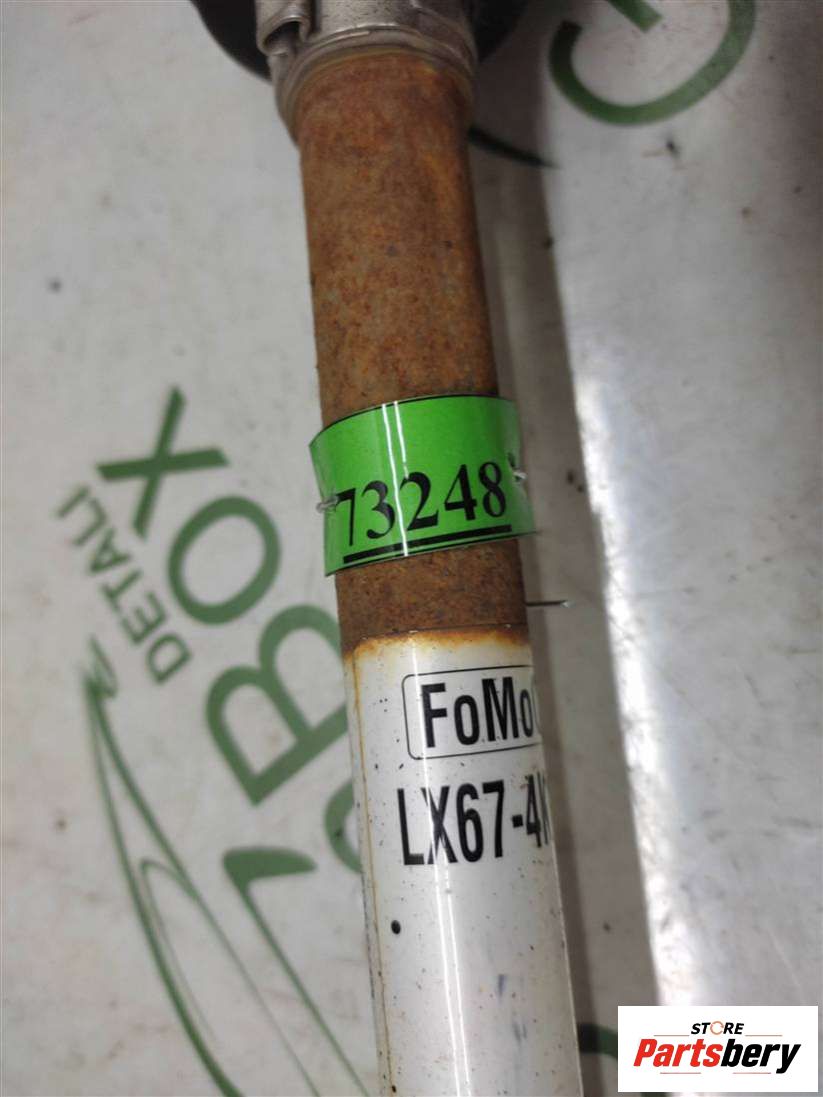 73248
FoMo
LX67-4
DETALI
BOX
STORE
Partsbery